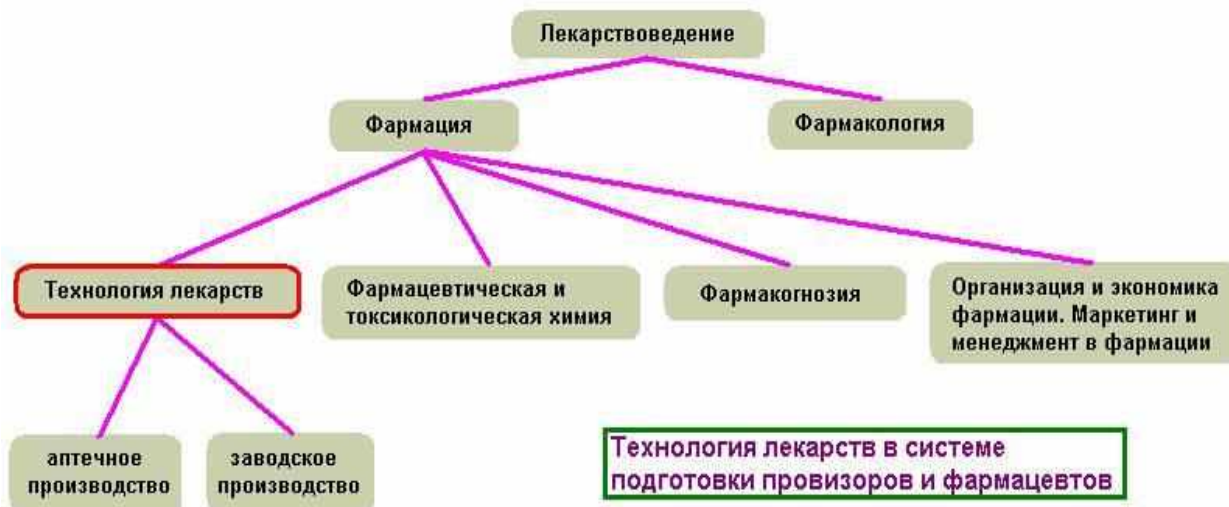 Лекарствоведение
Фармация
Фармакология
Технология лекарств
Фармацевтическая и
токсикологическая химия
Фармакогнозия
Организация и экономика
фармации. Маркетинг и
менеджмент в фармации
аптечное
производство
заводское
производство
Технология лекарств в системе
подготовки провизоров и фармацевтов